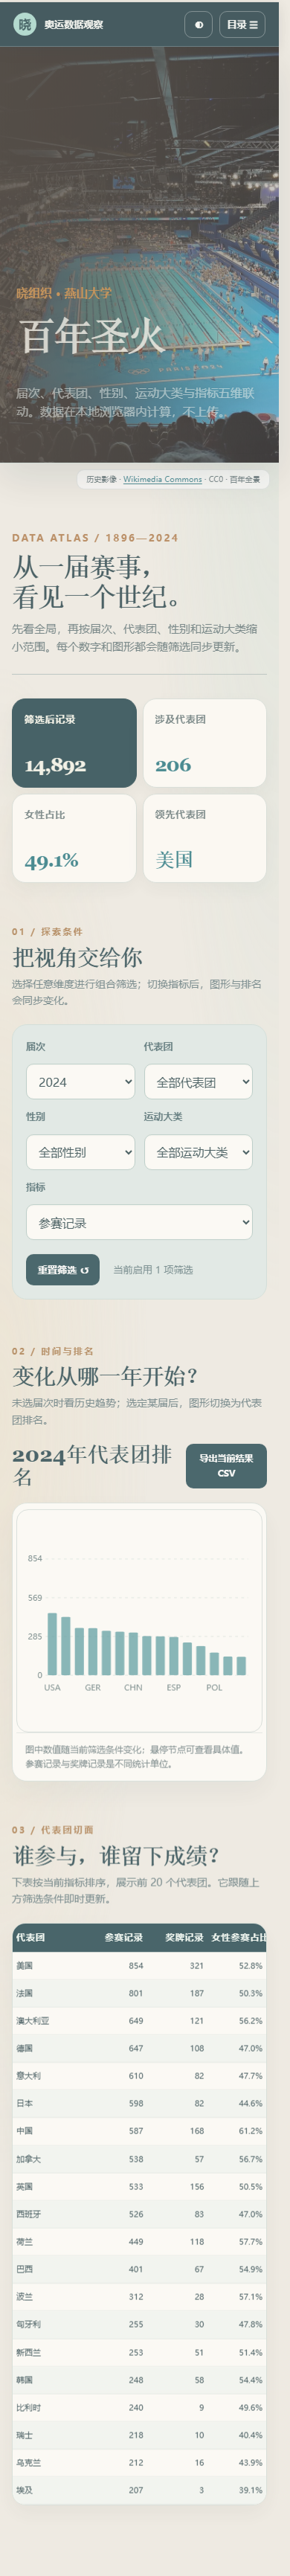 晓 奥运数据观察 目录 ☰
晓组织 · 燕山大学
百年圣火
届次、代表团、性别、运动大类与指标五维联
动。数据在本地浏览器内计算，不上传。
历史影像 · Wikimedia Commons · CC0 · 百年全景
DATA ATLAS / 1896—2024
从一届赛事，
看见一个世纪。
先看全局，再按届次、代表团、性别和运动大类缩
小范围。每个数字和图形都会随筛选同步更新。
筛选后记录 涉及代表团
14,892 206
女性占比 领先代表团
49.1% 美国
01 / 探索条件
把视角交给你
选择任意维度进行组合筛选；切换指标后，图形与排名
会同步变化。
届次 代表团
2024 全部代表团
性别 运动大类
全部性别 全部运动大类
指标
参赛记录
重置筛选 ↺ 当前启用 1 项筛选
02 / 时间与排名
变化从哪一年开始？
未选届次时看历史趋势；选定某届后，图形切换为代表
团排名。
2024年代表团排
名
导出当前结果
CSV
854
569
285
0
USA GER CHN ESP POL
图中数值随当前筛选条件变化；悬停节点可查看具体值。
参赛记录与奖牌记录是不同统计单位。
03 / 代表团切面
谁参与，谁留下成绩？
下表按当前指标排序，展示前 20 个代表团。它跟随上
方筛选条件即时更新。
代表团 参赛记录 奖牌记录 女性参赛占比
美国 854 321 52.8%
法国 801 187 50.3%
澳大利亚 649 121 56.2%
德国 647 108 47.0%
意大利 610 82 47.7%
日本 598 82 44.6%
中国 587 168 61.2%
加拿大 538 57 56.7%
英国 533 156 50.5%
西班牙 526 83 47.0%
荷兰 449 118 57.7%
巴西 401 67 54.9%
波兰 312 28 57.1%
匈牙利 255 30 47.8%
新西兰 253 51 51.4%
韩国 248 58 54.4%
比利时 240 9 49.6%
瑞士 218 10 40.4%
乌克兰 212 16 43.9%
埃及 207 3 39.1%